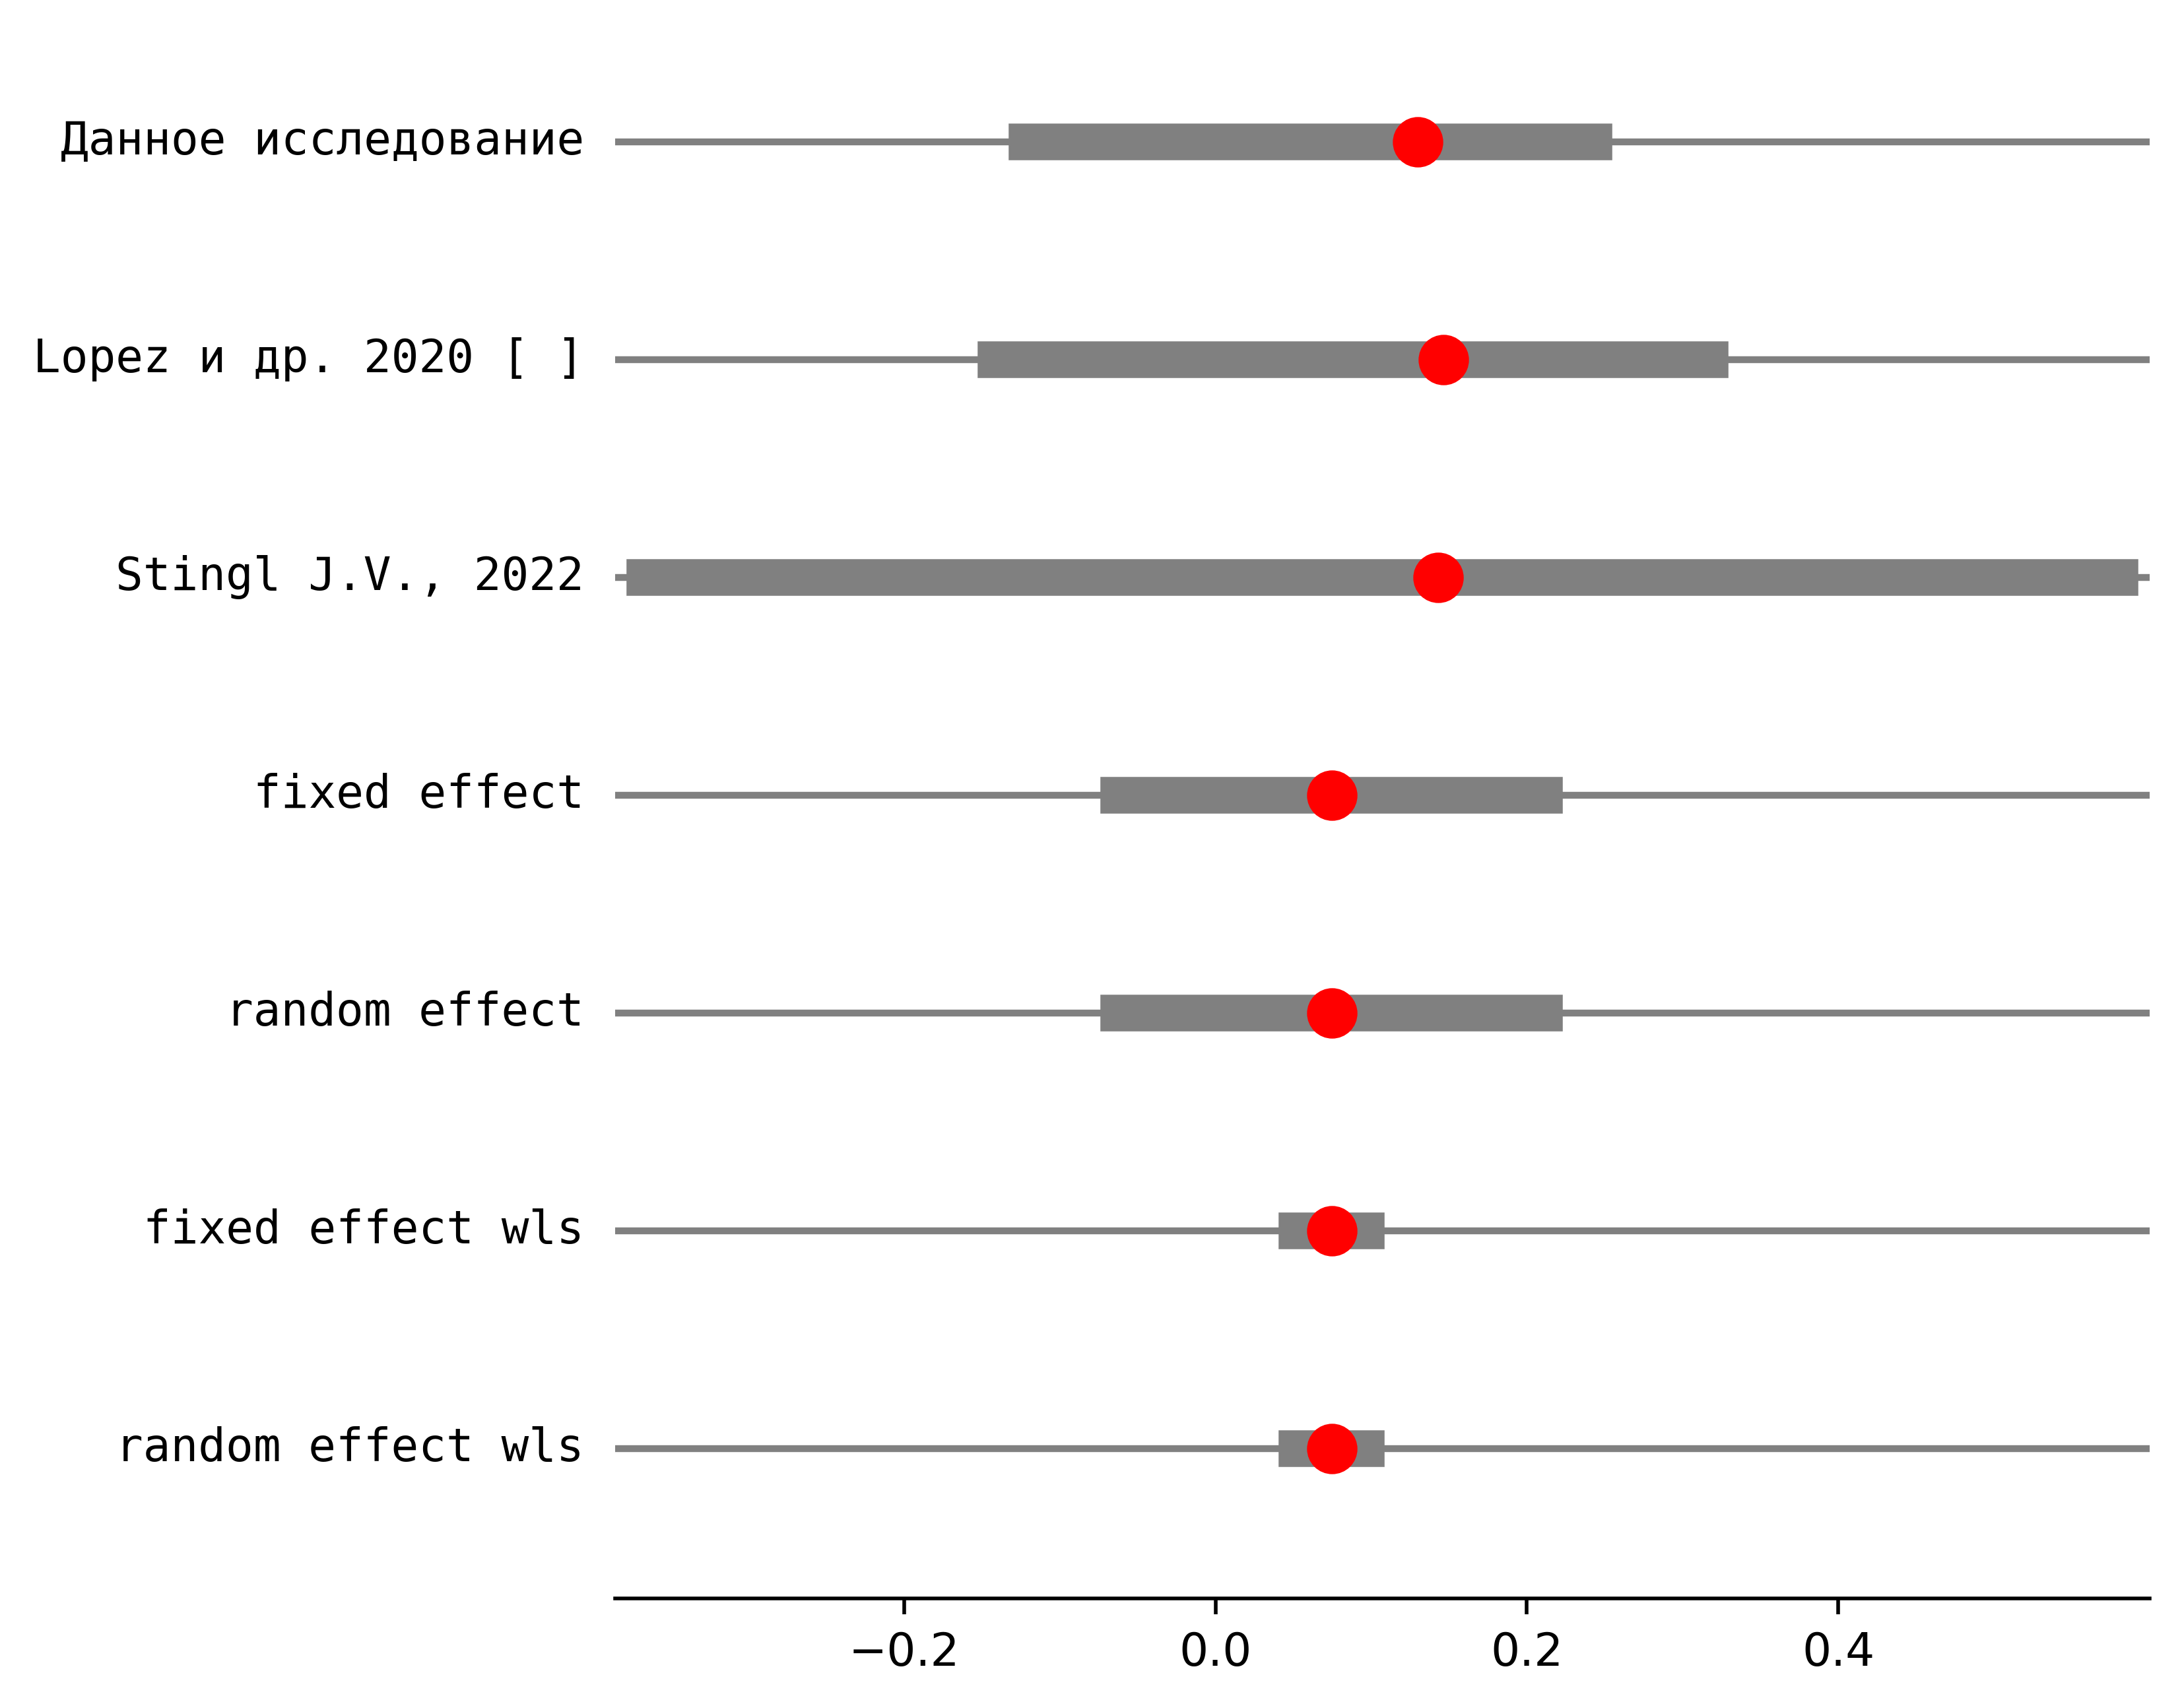 Данное исследование
Lopez и др. 2020 [ ]
Stingl J.V., 2022
fixed effect
random effect
fixed effect wls
random effect wls
−0.2 0.0 0.2 0.4